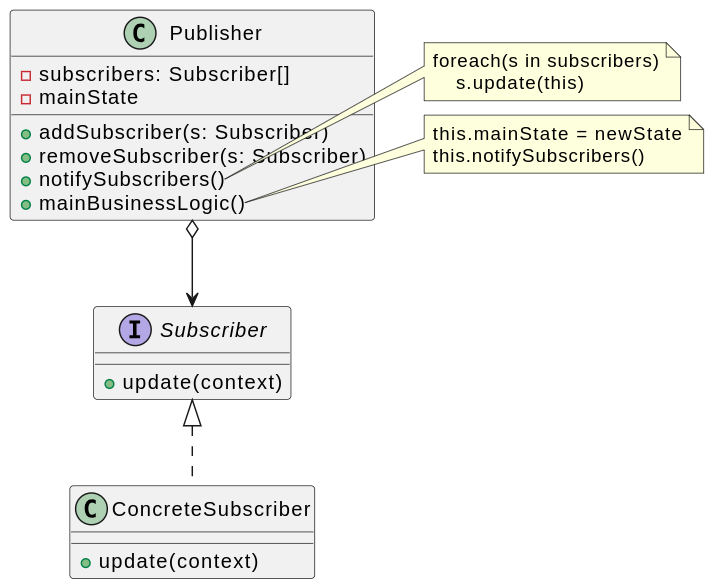 C Publisher
subscribers: Subscriber[]
mainState
addSubscriber(s: Subscriber)
removeSubscriber(s: Subscriber)
notifySubscribers()
mainBusinessLogic()
foreach(s in subscribers)
s.update(this)
this.mainState = newState
this.notifySubscribers()
I Subscriber
update(context)
C ConcreteSubscriber
update(context)